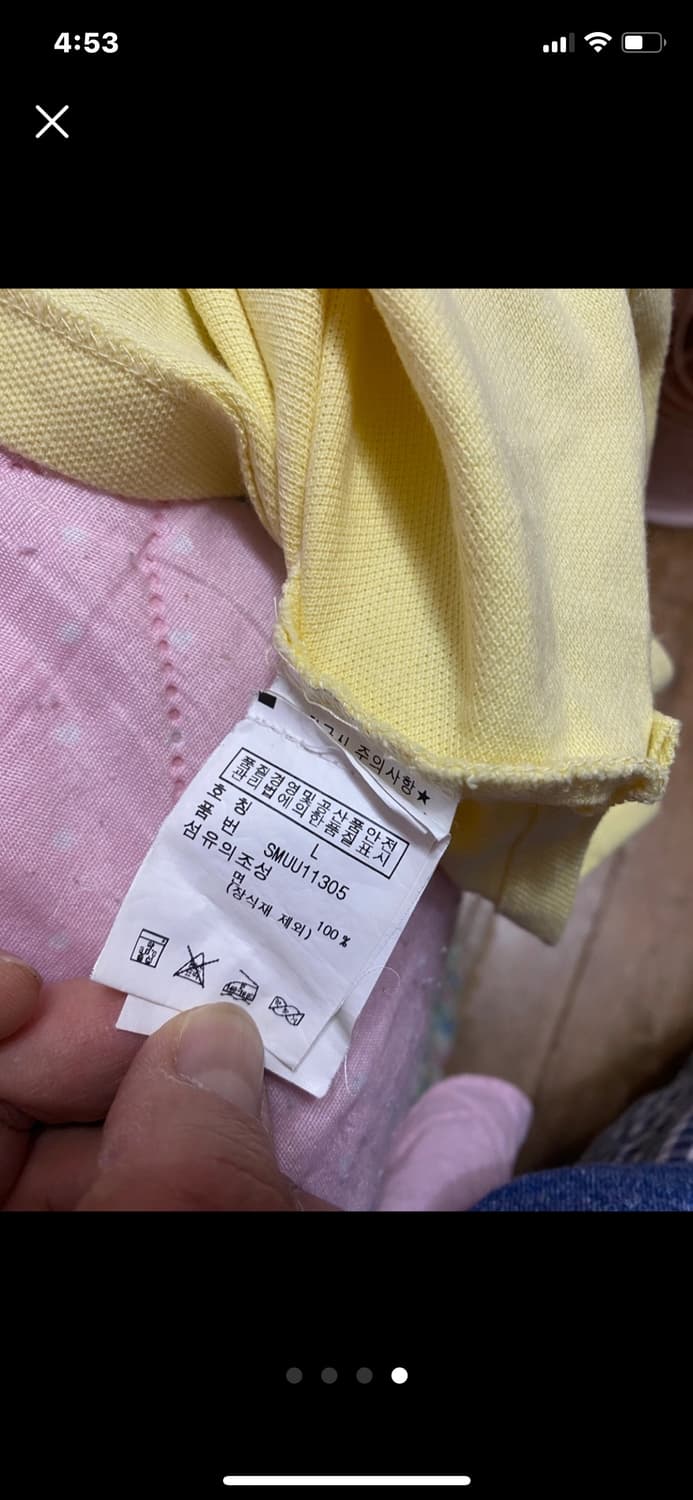 4:53
주의사항★
품질경영및공산품안전
관리법에의한품질표시
호 칭 L
품 번 SMUU11305
섬유의조성
면 100 %
(장식재 제외)